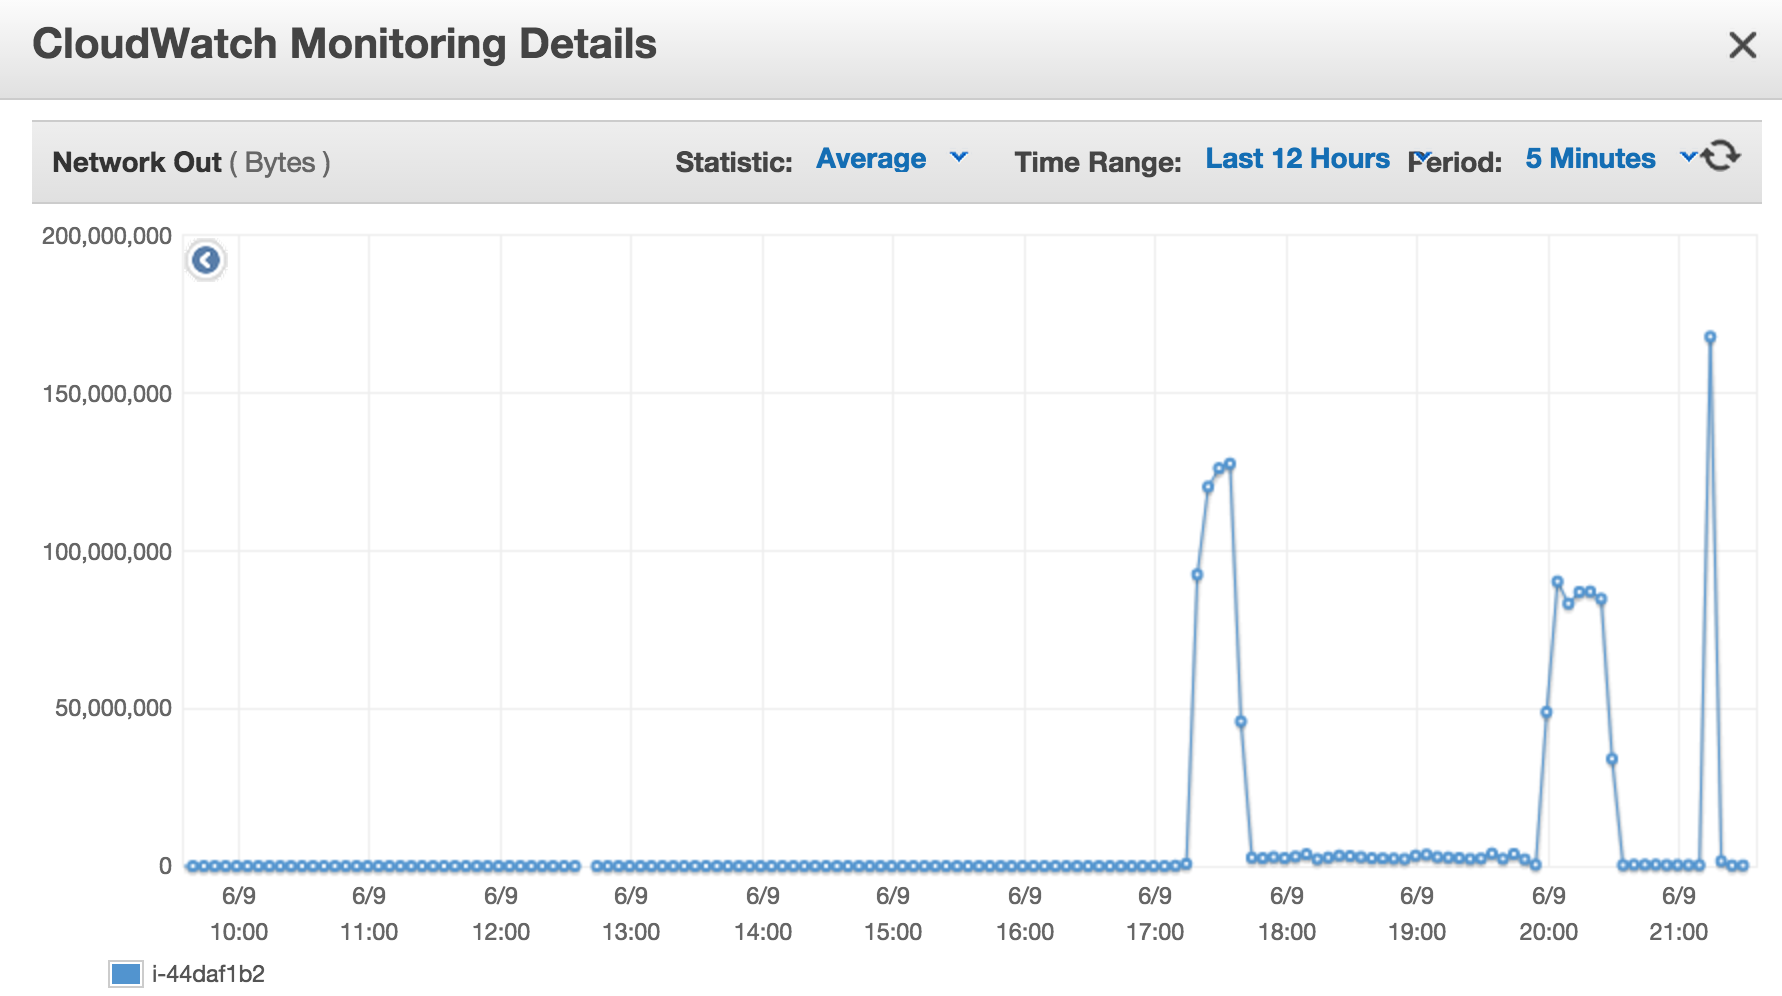 CloudWatch Monitoring Details
Network Out ( Bytes ) Statistic: Average Time Range: Last 12 Hours Period: 5 Minutes
200,000,000
150,000,000
100,000,000
50,000,000
0
6/9 6/9 6/9 6/9 6/9 6/9 6/9 6/9 6/9 6/9 6/9 6/9
10:00 11:00 12:00 13:00 14:00 15:00 16:00 17:00 18:00 19:00 20:00 21:00
i-44daf1b2